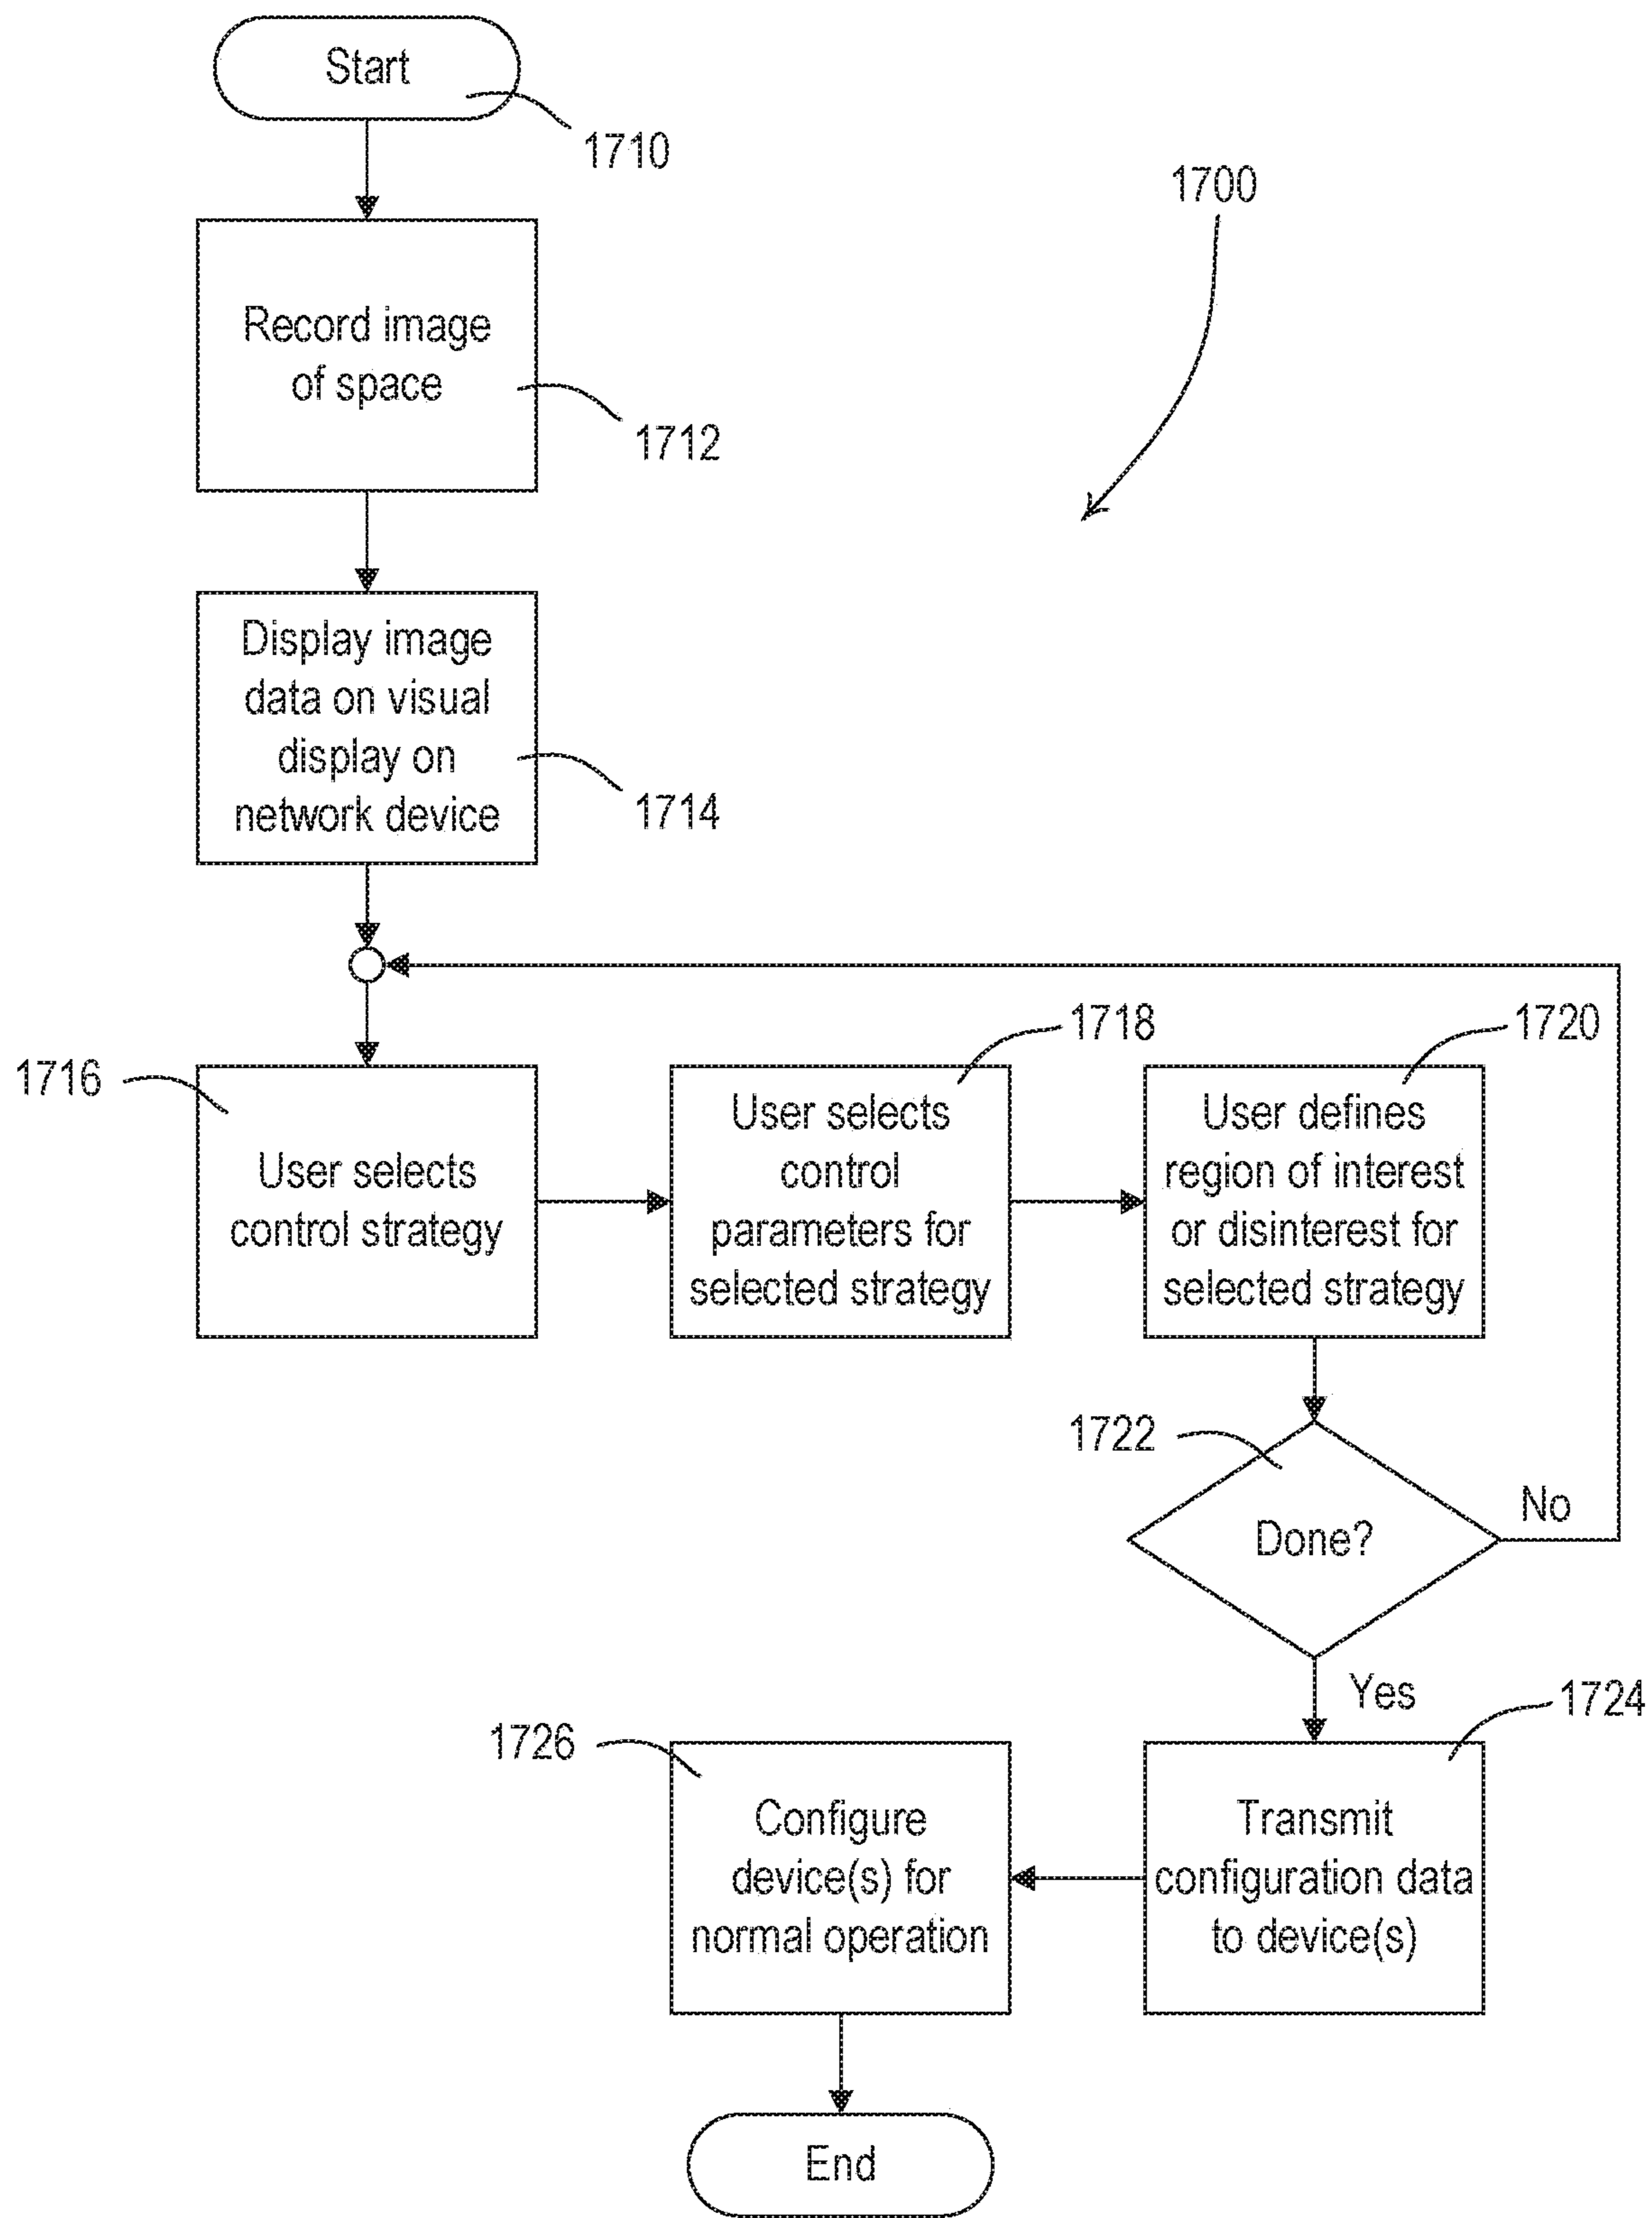 Start
1710
1700
Record image
of space
1712
Display image
data on visual
display on
network device
1714
1716
User selects
control strategy
1718
User selects
control
parameters for
selected strategy
1720
User defines
region of interest
or disinterest for
selected strategy
1722
Done?
No
Yes
1724
Transmit
configuration data
to device(s)
1726
Configure
device(s) for
normal operation
End